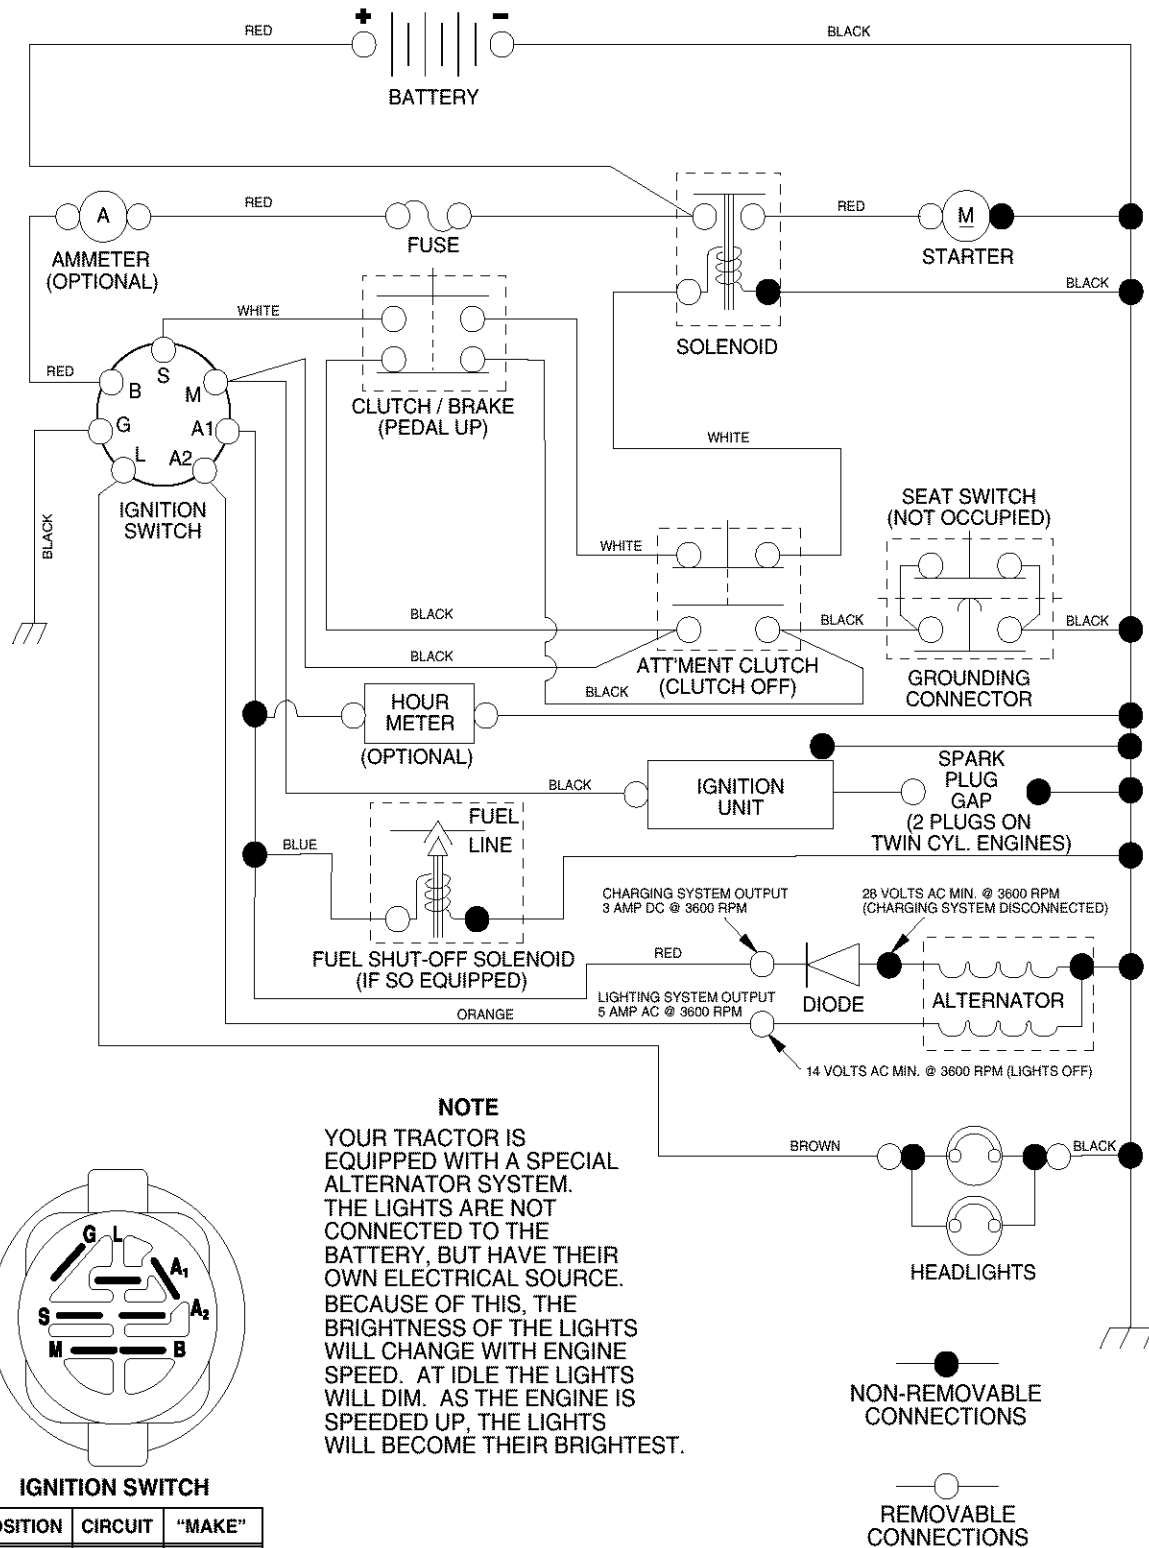 + -
RED
BLACK
BATTERY
SOLENOID
A
RED
FUSE
RED
M
STARTER
AMMETER
(OPTIONAL)
WHITE
BLACK
RED
B
S
M
G
A1
L
A2
IGNITION
SWITCH
CLUTCH / BRAKE
(PEDAL UP)
WHITE
BLACK
SEAT SWITCH
(NOT OCCUPIED)
WHITE
BLACK
BLACK
BLACK
BLACK
ATT'MENT CLUTCH
(CLUTCH OFF)
BLACK
GROUNDING
CONNECTOR
HOUR
METER
(OPTIONAL)
BLACK
IGNITION
UNIT
SPARK
PLUG
GAP
(2 PLUGS ON
TWIN CYL. ENGINES)
FUEL
LINE
BLUE
FUEL SHUT-OFF SOLENOID
(IF SO EQUIPPED)
CHARGING SYSTEM OUTPUT
3 AMP DC @ 3600 RPM
28 VOLTS AC MIN. @ 3600 RPM
(CHARGING SYSTEM DISCONNECTED)
RED
DIODE
ALTERNATOR
LIGHTING SYSTEM OUTPUT
5 AMP AC @ 3600 RPM
ORANGE
14 VOLTS AC MIN. @ 3600 RPM (LIGHTS OFF)
BROWN
BLACK
HEADLIGHTS
NOTE
YOUR TRACTOR IS
EQUIPPED WITH A SPECIAL
ALTERNATOR SYSTEM.
THE LIGHTS ARE NOT
CONNECTED TO THE
BATTERY, BUT HAVE THEIR
OWN ELECTRICAL SOURCE.
BECAUSE OF THIS, THE
BRIGHTNESS OF THE LIGHTS
WILL CHANGE WITH ENGINE
SPEED. AT IDLE THE LIGHTS
WILL DIM. AS THE ENGINE IS
SPEEDED UP, THE LIGHTS
WILL BECOME THEIR BRIGHTEST.
G L
A1
S
A2
M
B
IGNITION SWITCH
OSITION CIRCUIT "MAKE"
NON-REMOVABLE
CONNECTIONS
REMOVABLE
CONNECTIONS